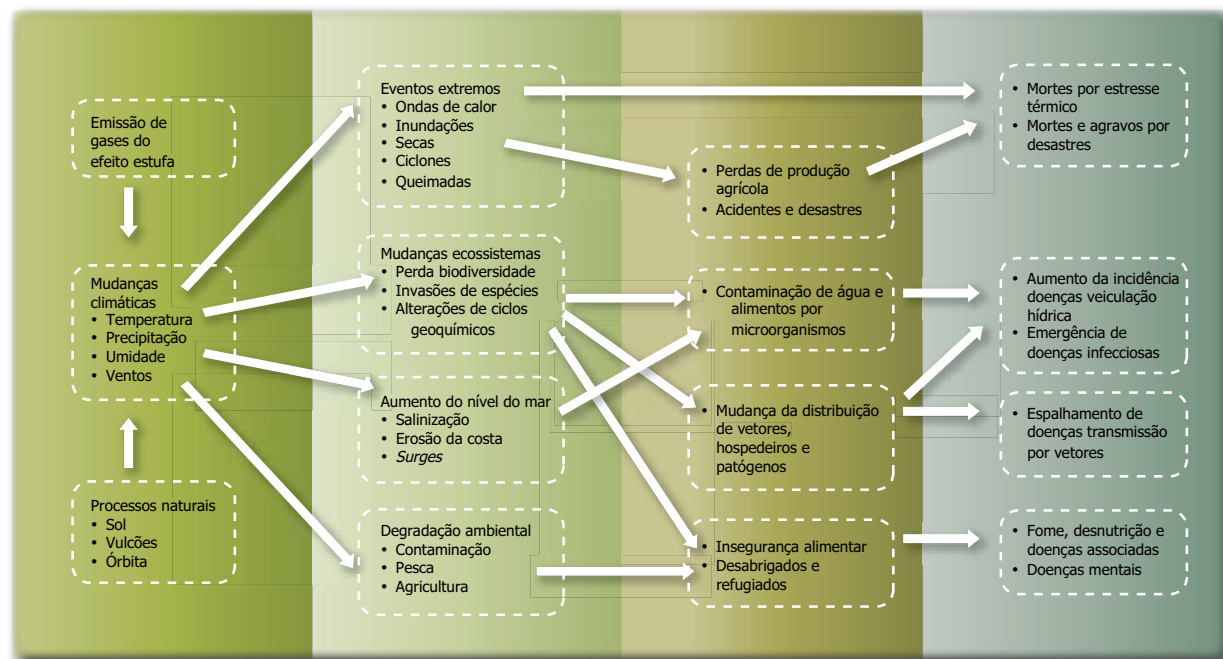 Emissão de
gases do
efeito estufa
Mudanças
climáticas
• Temperatura
• Precipitação
• Umidade
• Ventos
Processos naturais
• Sol
• Vulcões
• Órbita
Eventos extremos
• Ondas de calor
• Inundações
• Secas
• Ciclones
• Queimadas
Mudanças ecossistemas
• Perda biodiversidade
• Invasões de espécies
• Alterações de ciclos
geoquímicos
Aumento do nível do mar
• Salinização
• Erosão da costa
• Surges
Degradação ambiental
• Contaminação
• Pesca
• Agricultura
• Perdas de produção
agrícola
• Acidentes e desastres
• Contaminação de água e
alimentos por
microorganismos
• Mudança da distribuição
de vetores,
hospedeiros e
patógenos
• Insegurança alimentar
• Desabrigados e
refugiados
• Mortes por estresse
térmico
• Mortes e agravos por
desastres
• Aumento da incidência
doenças veiculação
hídrica
• Emergência de
doenças infecciosas
• Espalhamento de
doenças transmissão
por vetores
• Fome, desnutrição e
doenças associadas
• Doenças mentais